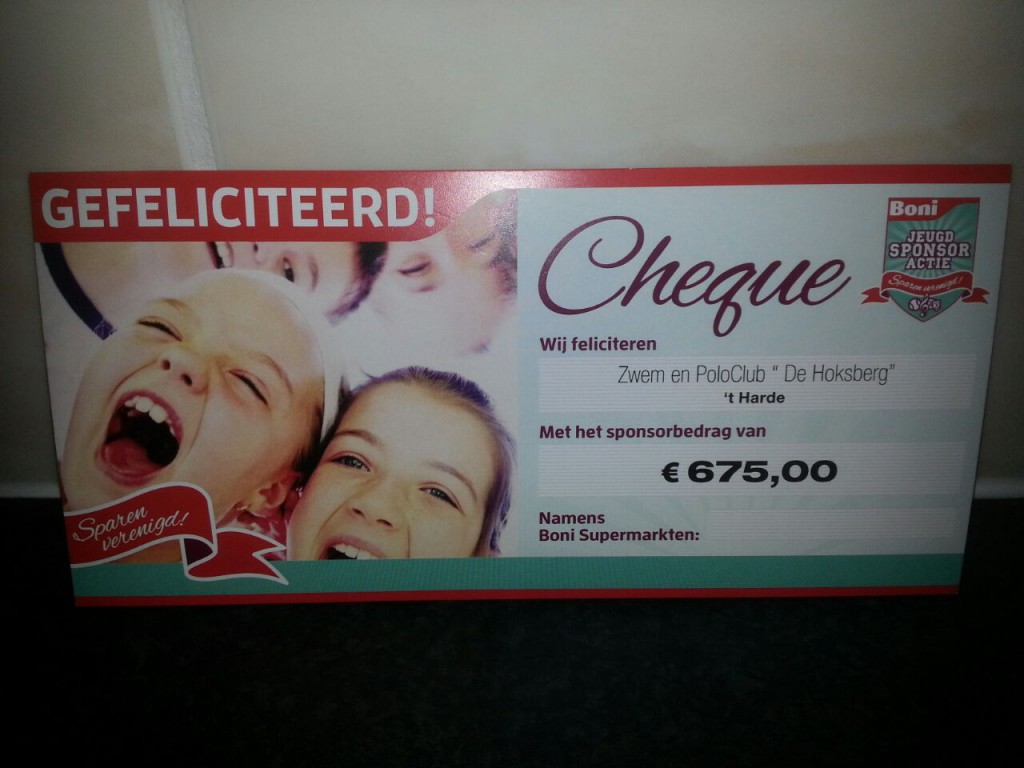 GEFELICITEERD!
Cheque
Boni
JEUGD
SPONSOR
ACTIE
Sparen verenigd!
Wij feliciteren
Zwem en PoloClub " De Hoksberg"
't Harde
Met het sponsorbedrag van
€ 675,00
Namens
Boni Supermarkten:
Sparen
verenigd!